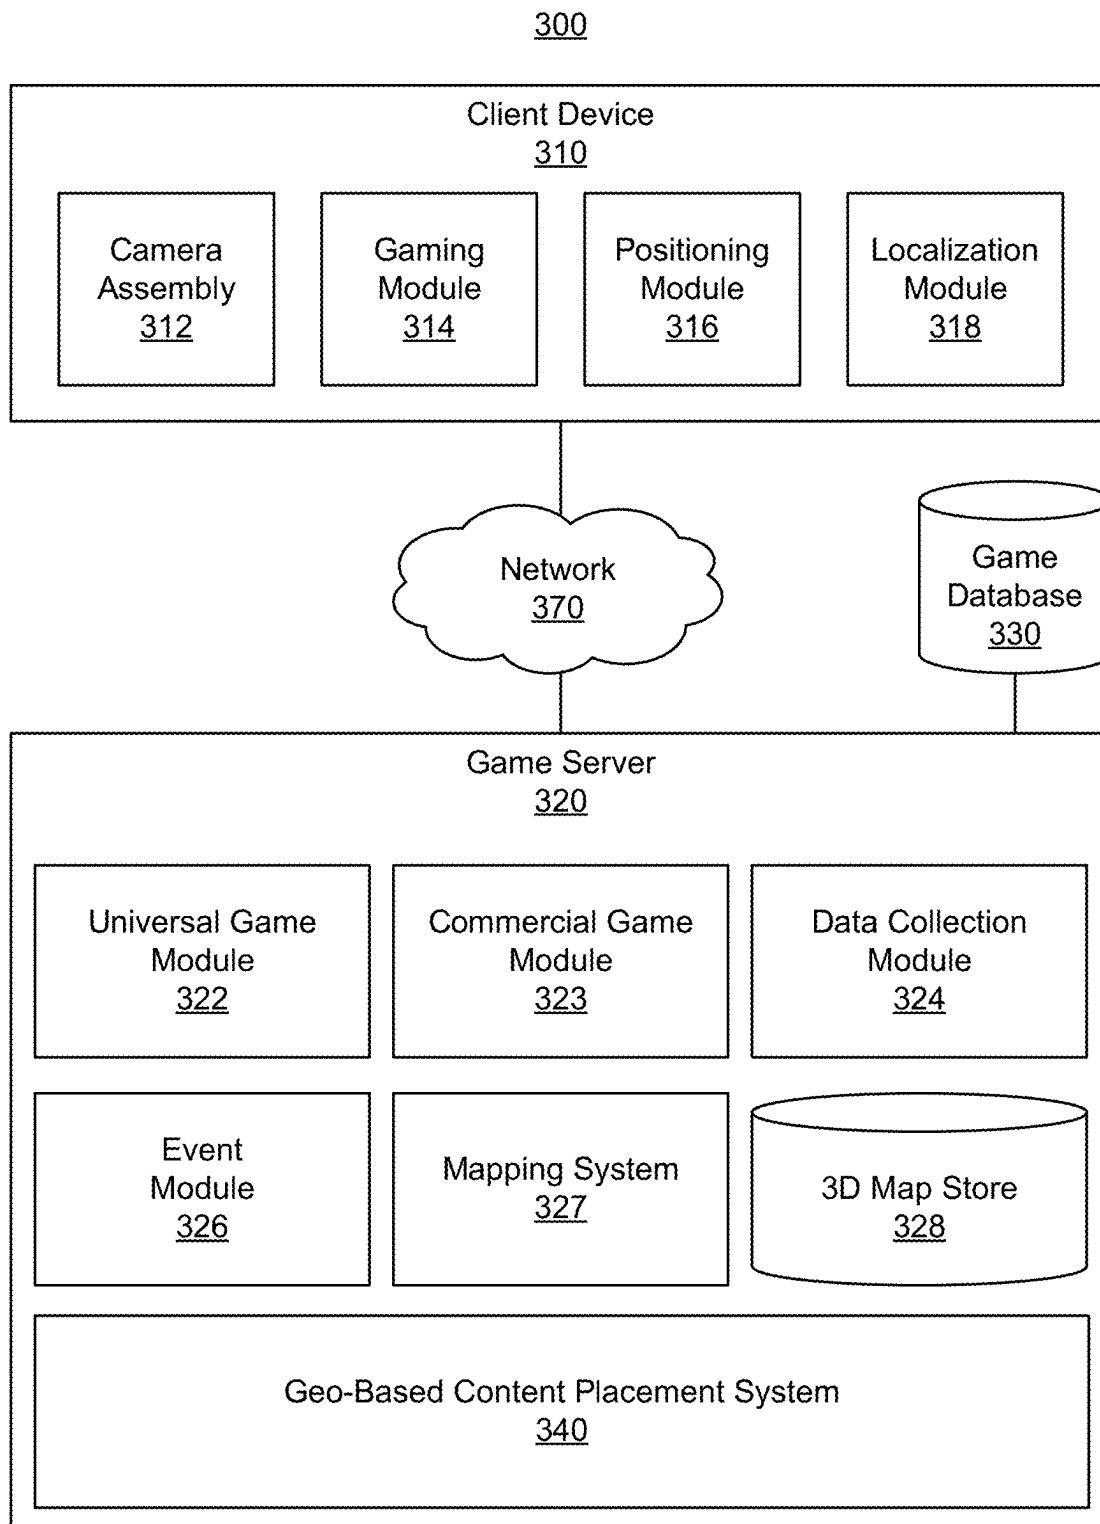 300
Client Device
310
Camera
Assembly
312
Gaming
Module
314
Positioning
Module
316
Localization
Module
318
Network
370
Game
Database
330
Game Server
320
Universal Game
Module
322
Commercial Game
Module
323
Data Collection
Module
324
Event
Module
326
Mapping System
327
3D Map Store
328
Geo-Based Content Placement System
340